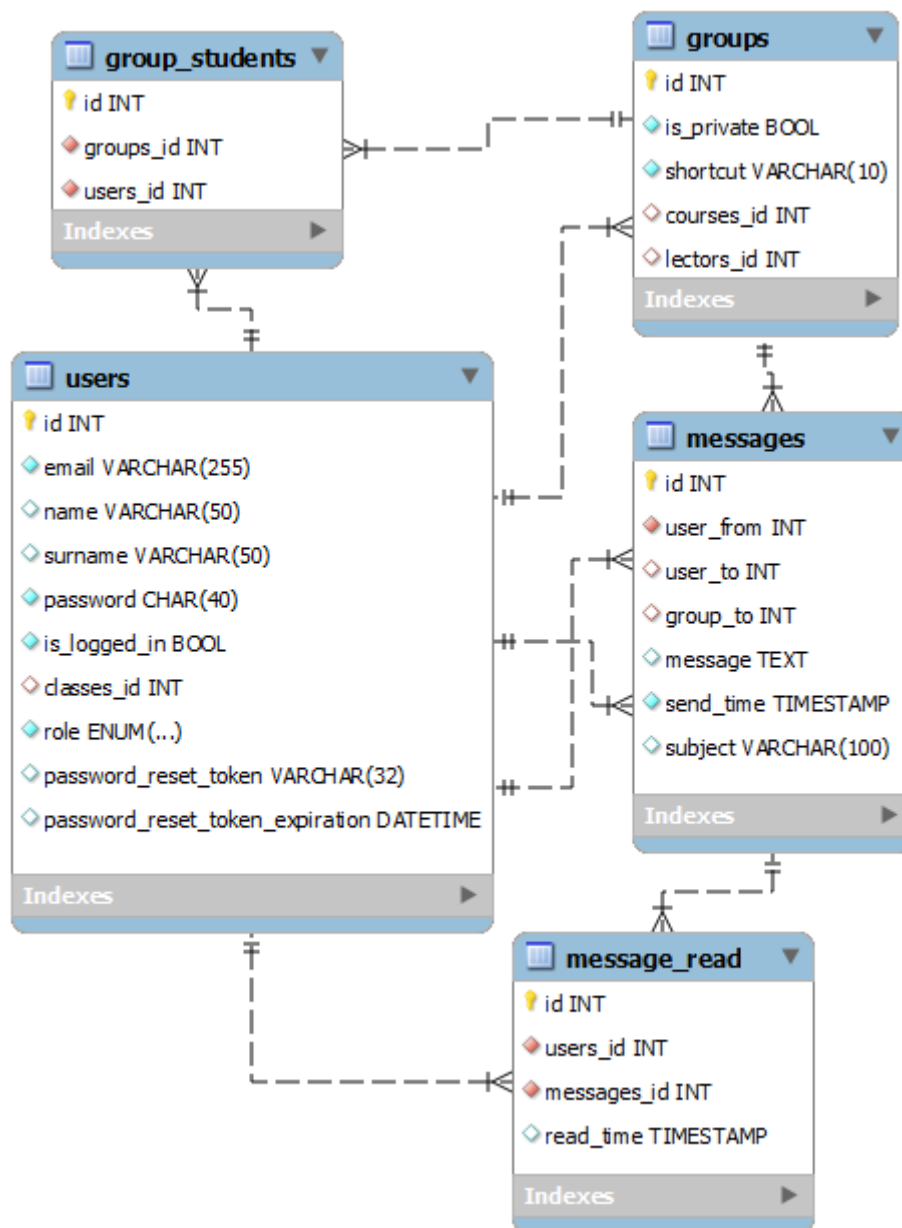 group_students
id INT
groups_id INT
users_id INT
Indexes
groups
id INT
is_private BOOL
shortcut VARCHAR(10)
courses_id INT
lectors_id INT
Indexes
users
id INT
email VARCHAR(255)
name VARCHAR(50)
surname VARCHAR(50)
password CHAR(40)
is_logged_in BOOL
classes_id INT
role ENUM(...)
password_reset_token VARCHAR(32)
password_reset_token_expiration DATETIME
Indexes
messages
id INT
user_from INT
user_to INT
group_to INT
message TEXT
send_time TIMESTAMP
subject VARCHAR(100)
Indexes
message_read
id INT
users_id INT
messages_id INT
read_time TIMESTAMP
Indexes